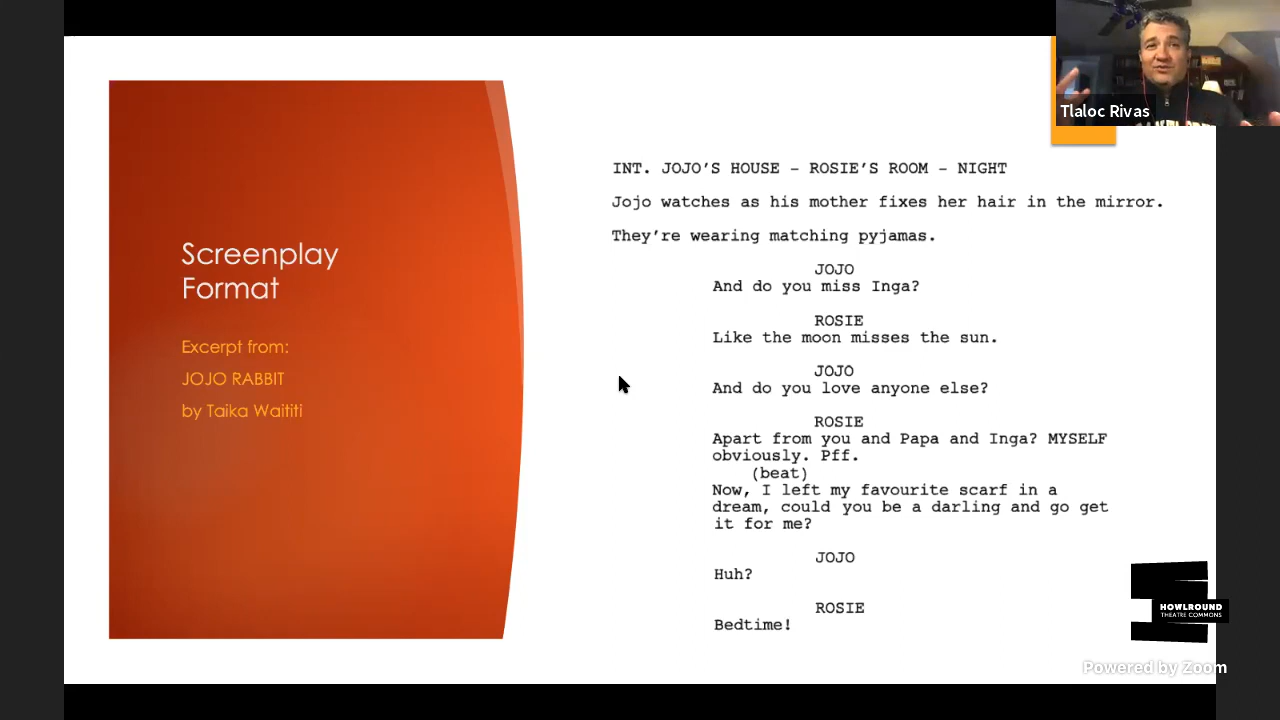 Tlaloc Rivas
Screenplay
Format
Excerpt from:
JOJO RABBIT
by Taika Waititi
INT. JOJO’S HOUSE – ROSIE’S ROOM – NIGHT
Jojo watches as his mother fixes her hair in the mirror.
They’re wearing matching pyjamas.
JOJO
And do you miss Inga?
ROSIE
Like the moon misses the sun.
JOJO
And do you love anyone else?
ROSIE
Apart from you and Papa and Inga? MYSELF
obviously. Pff.
(beat)
Now, I left my favourite scarf in a
dream, could you be a darling and go get
it for me?
JOJO
Huh?
ROSIE
Bedtime!
HOWLROUND
THEATRE COMMONS
Powered by Zoom